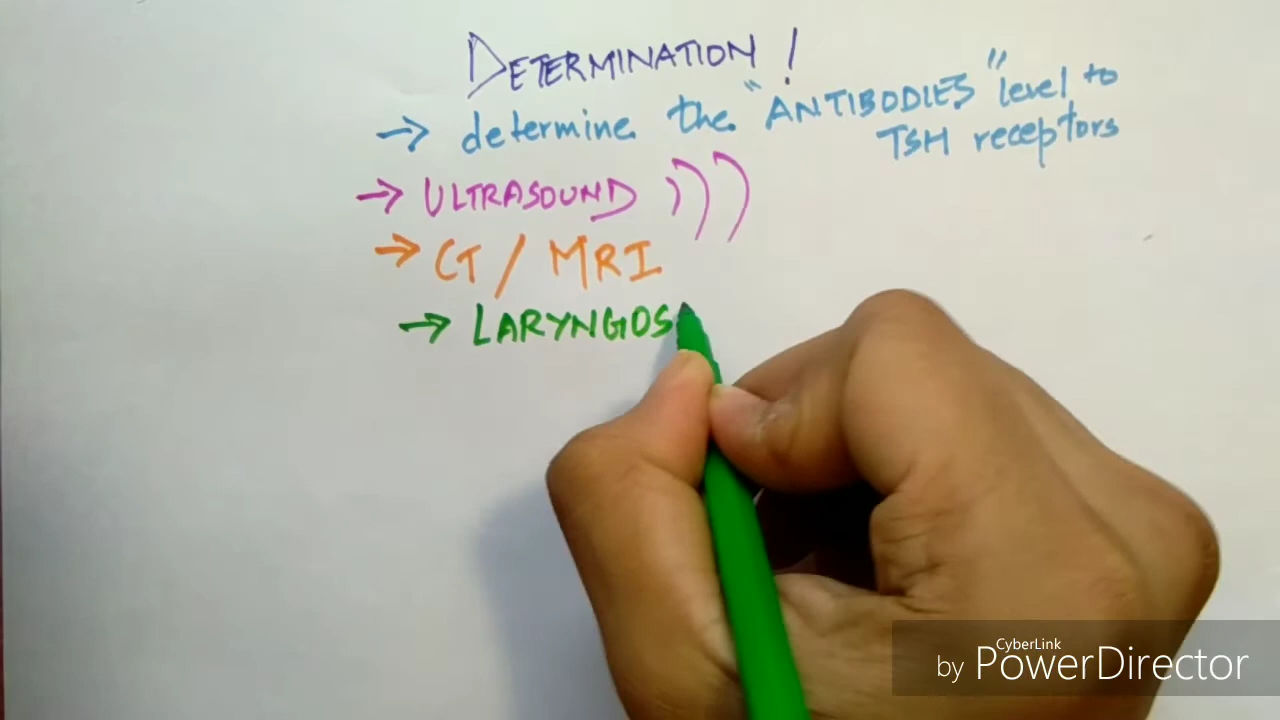 DETERMINATION!
→ determine the "ANTIBODIES" level to
TSH receptors
→ ULTRASOUND )))
→ CT / MRI
→ LARYNGOS
CyberLink
by PowerDirector